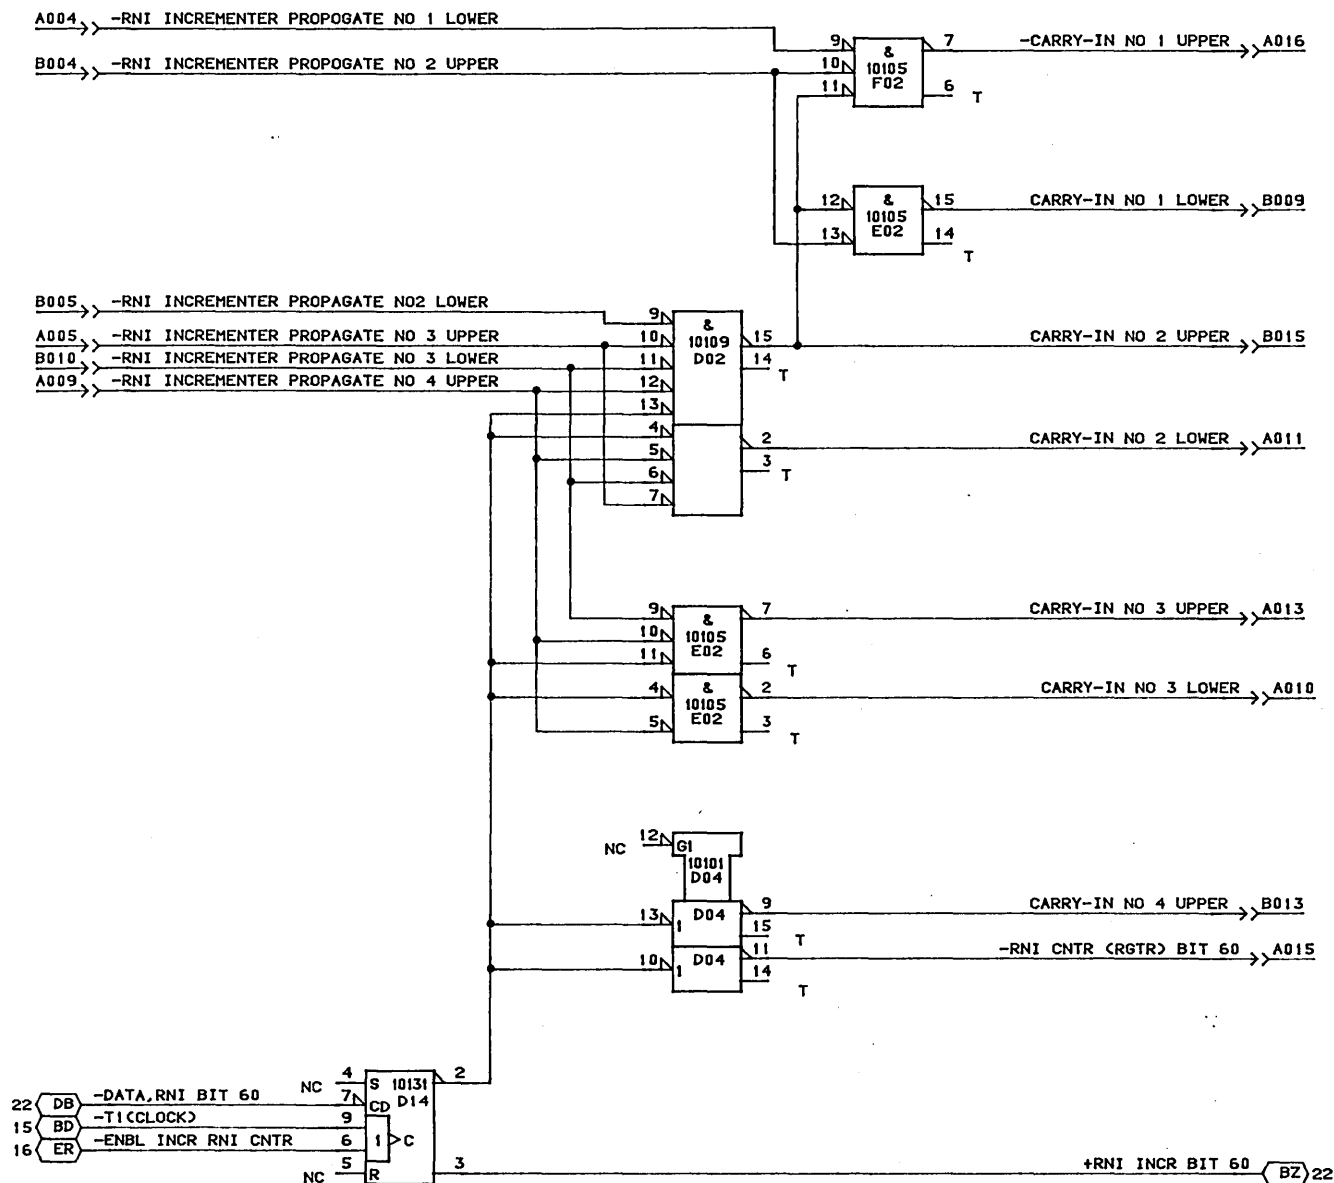 A004 -RNI INCREMENTER PROPOGATE NO 1 LOWER
9 & 7 -CARRY-IN NO 1 UPPER A016
B004 -RNI INCREMENTER PROPOGATE NO 2 UPPER
10 10105
11 F02 6 T
12 & 15 CARRY-IN NO 1 LOWER B009
10105
13 E02 14 T
B005 -RNI INCREMENTER PROPAGATE NO2 LOWER
9 &
A005 -RNI INCREMENTER PROPAGATE NO 3 UPPER
10 10109 15 CARRY-IN NO 2 UPPER B015
B010 -RNI INCREMENTER PROPAGATE NO 3 LOWER
11 D02 14 T
A009 -RNI INCREMENTER PROPAGATE NO 4 UPPER
12
13
4 2 CARRY-IN NO 2 LOWER A011
5 3 T
6
7
9 & 7 CARRY-IN NO 3 UPPER A013
10 10105
11 E02 6 T
4 & 2 CARRY-IN NO 3 LOWER A010
10105
5 E02 3 T
NC 12 G1
10101
D04
13 1 D04 9 CARRY-IN NO 4 UPPER B013
15 T
10 1 D04 11 -RNI CNTR (RGTR) BIT 60 A015
14 T
NC 4 S 10131 2
22 DB -DATA,RNI BIT 60 7 CD D14
15 BD -T1(CLOCK) 9
16 ER -ENBL INCR RNI CNTR 6 1 C
NC 5 R 3 +RNI INCR BIT 60 BZ 22